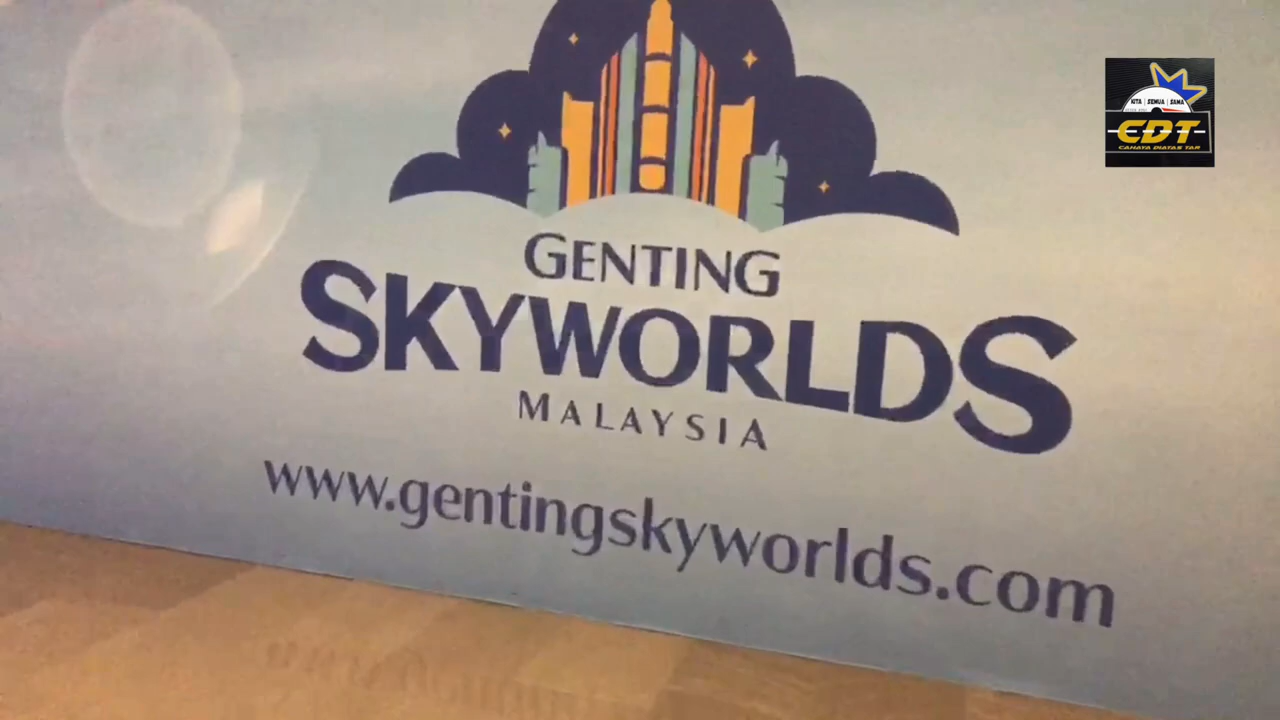 GENTING
SKYWORLDS
MALAYSIA
www.gentingskyworlds.com
KITA | SEMUA | SAMA
CDT
CAHAYA DIATAS TAR